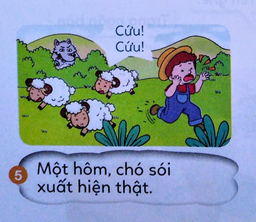 Cứu!
Cứu!
5 Một hôm, chó sói
xuất hiện thật.